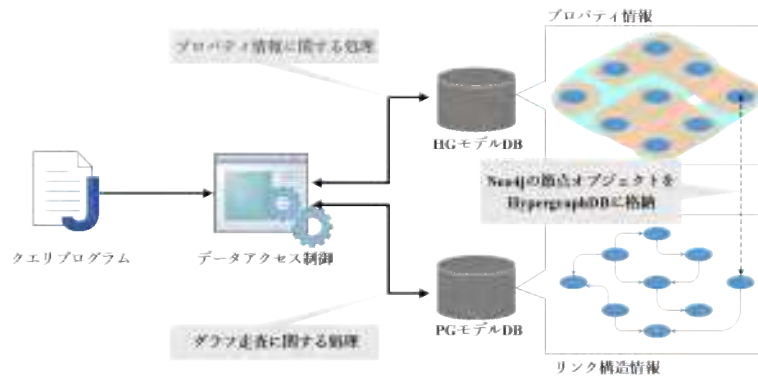 プロパティ情報
プロパティ情報に関する処理
HGモデルDB
Neo4jの節点オブジェクトを
HypergraphDBに格納
クエリプログラム
データアクセス制御
PGモデルDB
グラフ走査に関する処理
リンク構造情報